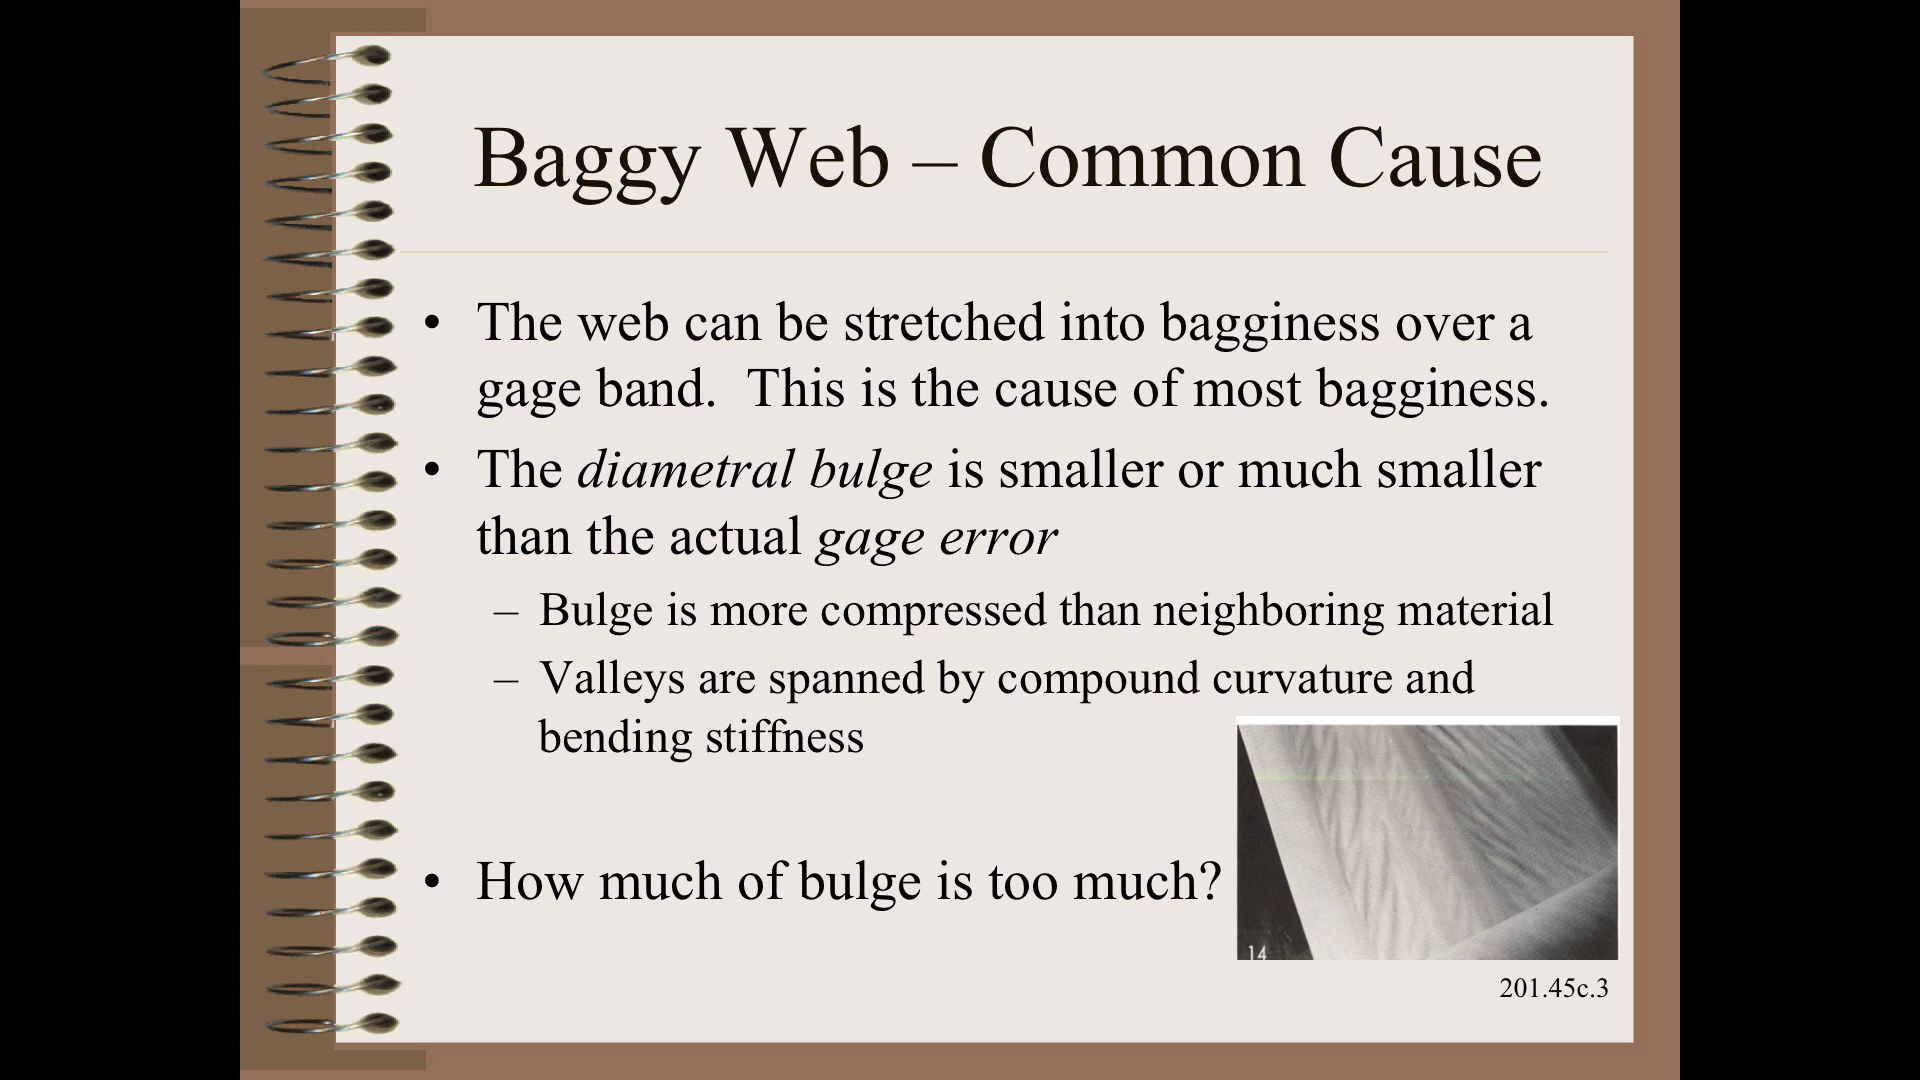 Baggy Web – Common Cause
• The web can be stretched into bagginess over a
gage band.  This is the cause of most bagginess.
• The diametral bulge is smaller or much smaller
than the actual gage error
– Bulge is more compressed than neighboring material
– Valleys are spanned by compound curvature and
bending stiffness
• How much of bulge is too much?
14
201.45c.3